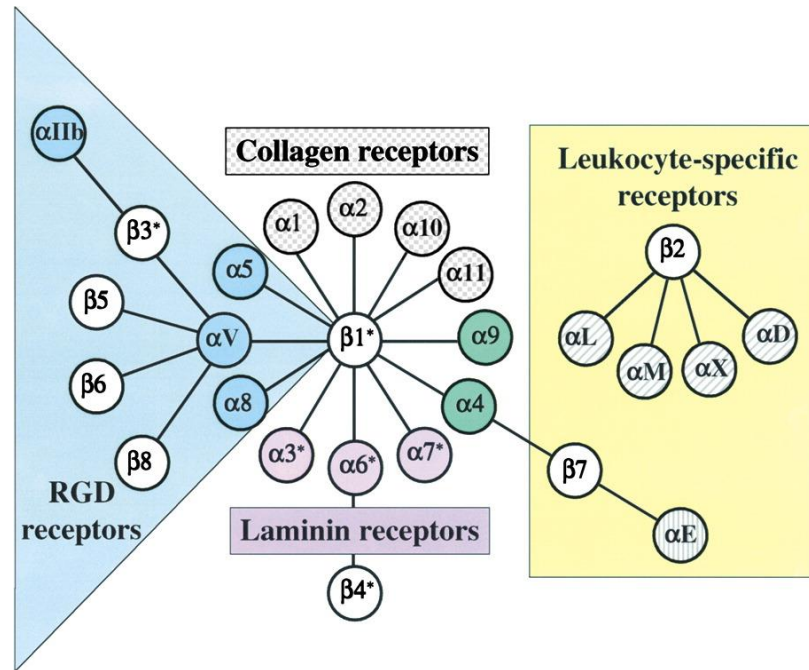 αIIb
Collagen receptors
Leukocyte-specific
receptors
α1
α2
α10
β3*
α5
α11
β2
β5
αV
β1*
α9
αL
αM
αX
αD
β6
α8
α4
β8
α3*
α6*
α7*
β7
RGD
receptors
Laminin receptors
αE
β4*